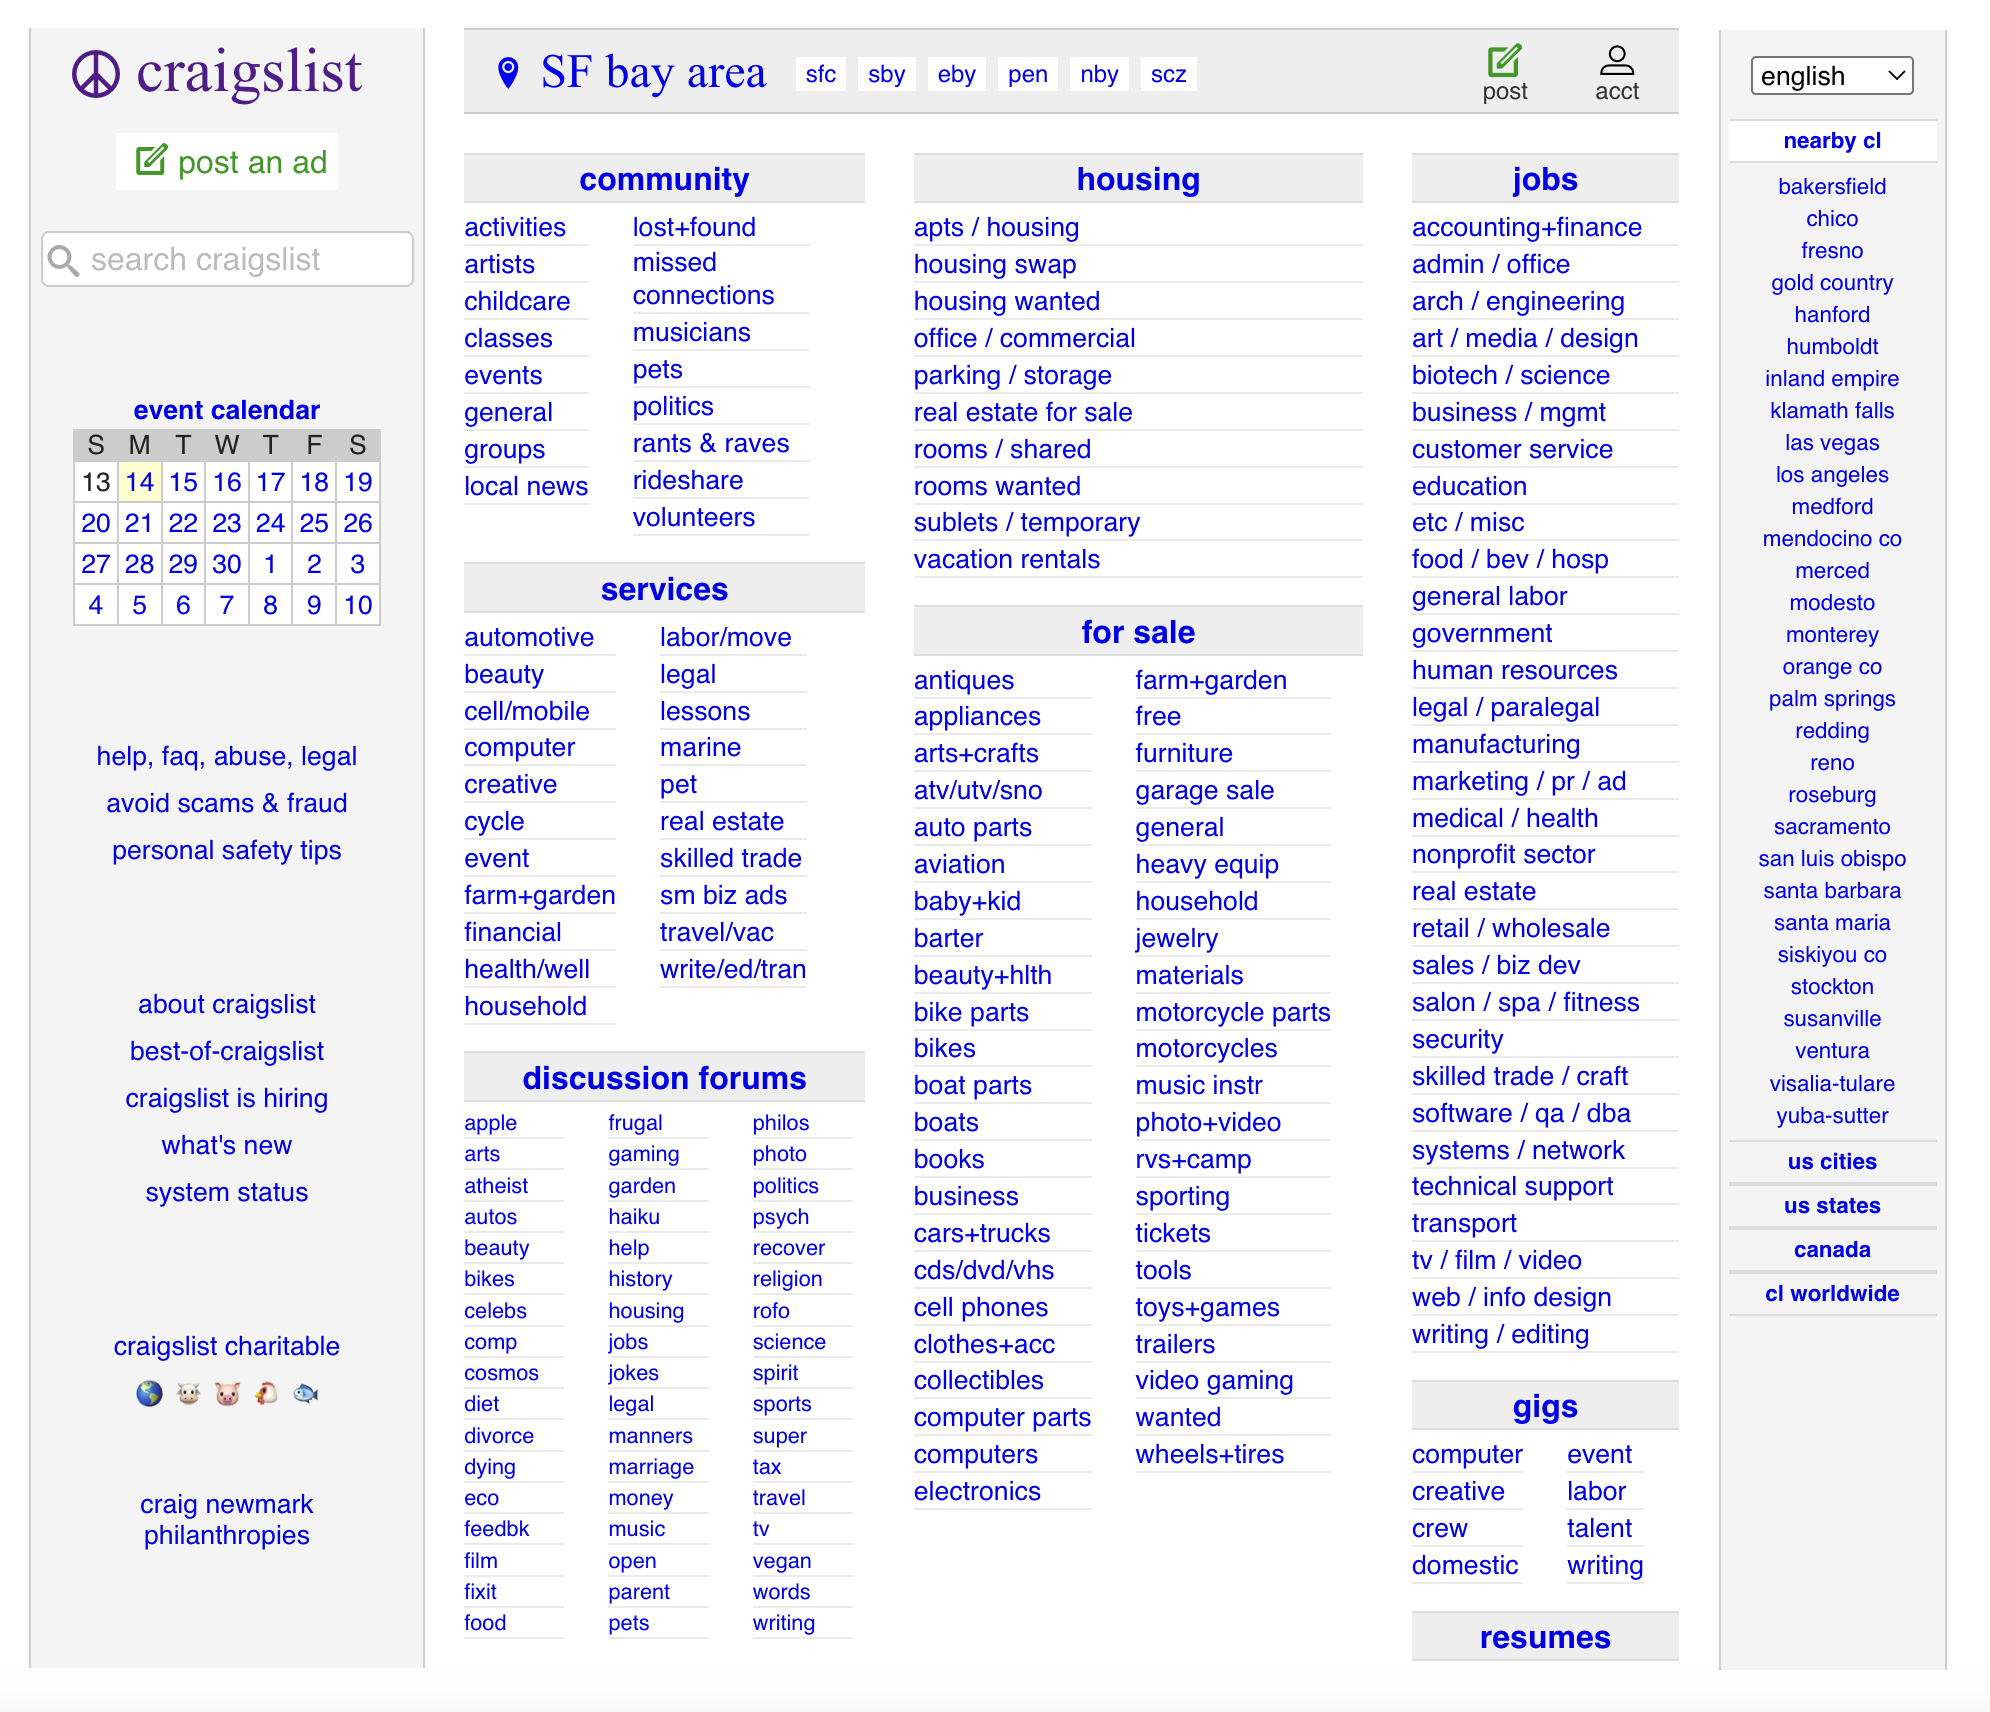 craigslist
post an ad
search craigslist
event calendar
S M T W T F S
13 14 15 16 17 18 19
20 21 22 23 24 25 26
27 28 29 30 1 2 3
4 5 6 7 8 9 10
help, faq, abuse, legal
avoid scams & fraud
personal safety tips
about craigslist
best-of-craigslist
craigslist is hiring
what's new
system status
craigslist charitable
craig newmark
philanthropies
SF bay area
sfc sby eby pen nby scz
post
acct
community
activities
artists
childcare
classes
events
general
groups
local news
lost+found
missed
connections
musicians
pets
politics
rants & raves
rideshare
volunteers
services
automotive
beauty
cell/mobile
computer
creative
cycle
event
farm+garden
financial
health/well
household
labor/move
legal
lessons
marine
pet
real estate
skilled trade
sm biz ads
travel/vac
write/ed/tran
discussion forums
apple
arts
atheist
autos
beauty
bikes
celebs
comp
cosmos
diet
divorce
dying
eco
feedbk
film
fixit
food
frugal
gaming
garden
haiku
help
history
housing
jobs
jokes
legal
manners
marriage
money
music
open
parent
pets
philos
photo
politics
psych
recover
religion
rofo
science
spirit
sports
super
tax
travel
tv
vegan
words
writing
housing
apts / housing
housing swap
housing wanted
office / commercial
parking / storage
real estate for sale
rooms / shared
rooms wanted
sublets / temporary
vacation rentals
for sale
antiques
appliances
arts+crafts
atv/utv/sno
auto parts
aviation
baby+kid
barter
beauty+hlth
bike parts
bikes
boat parts
boats
books
business
cars+trucks
cds/dvd/vhs
cell phones
clothes+acc
collectibles
computer parts
computers
electronics
farm+garden
free
furniture
garage sale
general
heavy equip
household
jewelry
materials
motorcycle parts
motorcycles
music instr
photo+video
rvs+camp
sporting
tickets
tools
toys+games
trailers
video gaming
wanted
wheels+tires
jobs
accounting+finance
admin / office
arch / engineering
art / media / design
biotech / science
business / mgmt
customer service
education
etc / misc
food / bev / hosp
general labor
government
human resources
legal / paralegal
manufacturing
marketing / pr / ad
medical / health
nonprofit sector
real estate
retail / wholesale
sales / biz dev
salon / spa / fitness
security
skilled trade / craft
software / qa / dba
systems / network
technical support
transport
tv / film / video
web / info design
writing / editing
gigs
computer
creative
crew
domestic
event
labor
talent
writing
resumes
english
nearby cl
bakersfield
chico
fresno
gold country
hanford
humboldt
inland empire
klamath falls
las vegas
los angeles
medford
mendocino co
merced
modesto
monterey
orange co
palm springs
redding
reno
roseburg
sacramento
san luis obispo
santa barbara
santa maria
siskiyou co
stockton
susanville
ventura
visalia-tulare
yuba-sutter
us cities
us states
canada
cl worldwide